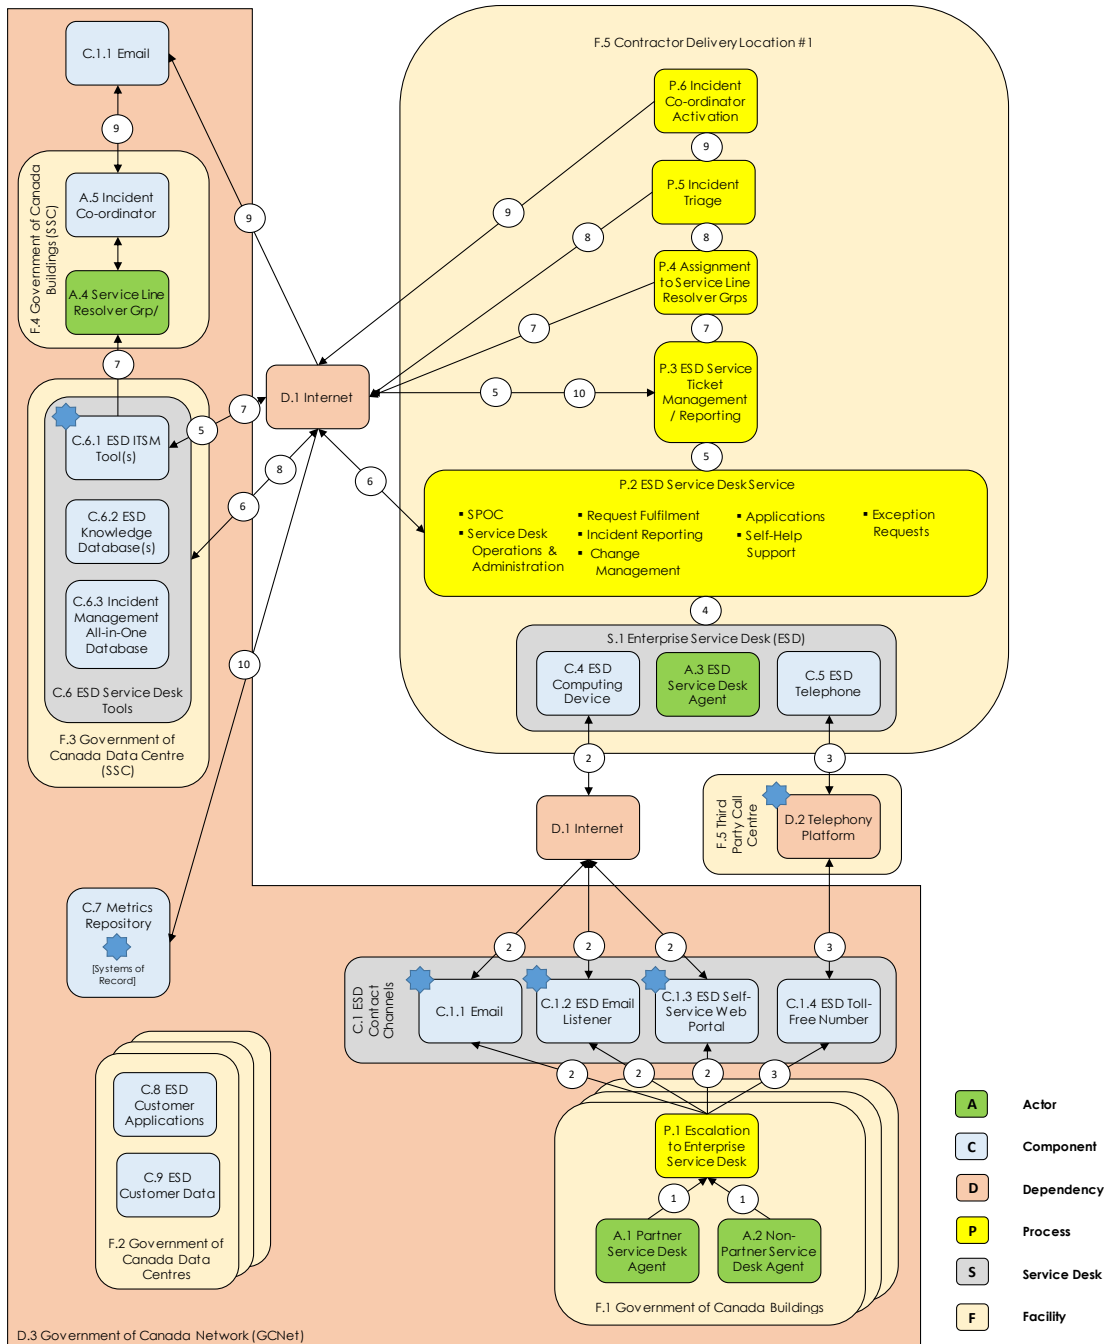 C.1.1 Email
9
A.5 Incident
Co-ordinator
A.4 Service Line
Resolver Grp/
F.4 Government of Canada
Buildings (SSC)
7
C.6.1 ESD ITSM
Tool(s)
C.6.2 ESD
Knowledge
Database(s)
C.6.3 Incident
Management
All-in-One
Database
C.6 ESD Service Desk
Tools
F.3 Government of
Canada Data Centre
(SSC)
5
7
8
6
10
9
D.1 Internet
F.5 Contractor Delivery Location #1
P.6 Incident
Co-ordinator
Activation
9
P.5 Incident
Triage
8
P.4 Assignment
to Service Line
Resolver Grps
7
P.3 ESD Service
Ticket
Management
/ Reporting
5
9
8
7
5
10
6
P.2 ESD Service Desk Service
▪ SPOC
▪ Service Desk
Operations &
Administration
▪ Request Fulfilment
▪ Incident Reporting
▪ Change
Management
▪ Applications
▪ Self-Help
Support
▪ Exception
Requests
4
S.1 Enterprise Service Desk (ESD)
C.4 ESD
Computing
Device
A.3 ESD
Service Desk
Agent
C.5 ESD
Telephone
2
3
D.1 Internet
F.5 Third
Party Call
Centre
D.2 Telephony
Platform
C.7 Metrics
Repository
[Systems of
Record]
2
2
2
3
C.1 ESD
Contact
Channels
C.1.1 Email
C.1.2 ESD Email
Listener
C.1.3 ESD Self-
Service Web
Portal
C.1.4 ESD Toll-
Free Number
2
2
2
3
P.1 Escalation
to Enterprise
Service Desk
1
1
A.1 Partner
Service Desk
Agent
A.2 Non-
Partner Service
Desk Agent
F.1 Government of Canada Buildings
C.8 ESD
Customer
Applications
C.9 ESD
Customer Data
F.2 Government of
Canada Data
Centres
D.3 Government of Canada Network (GCNet)
A Actor
C Component
D Dependency
P Process
S Service Desk
F Facility